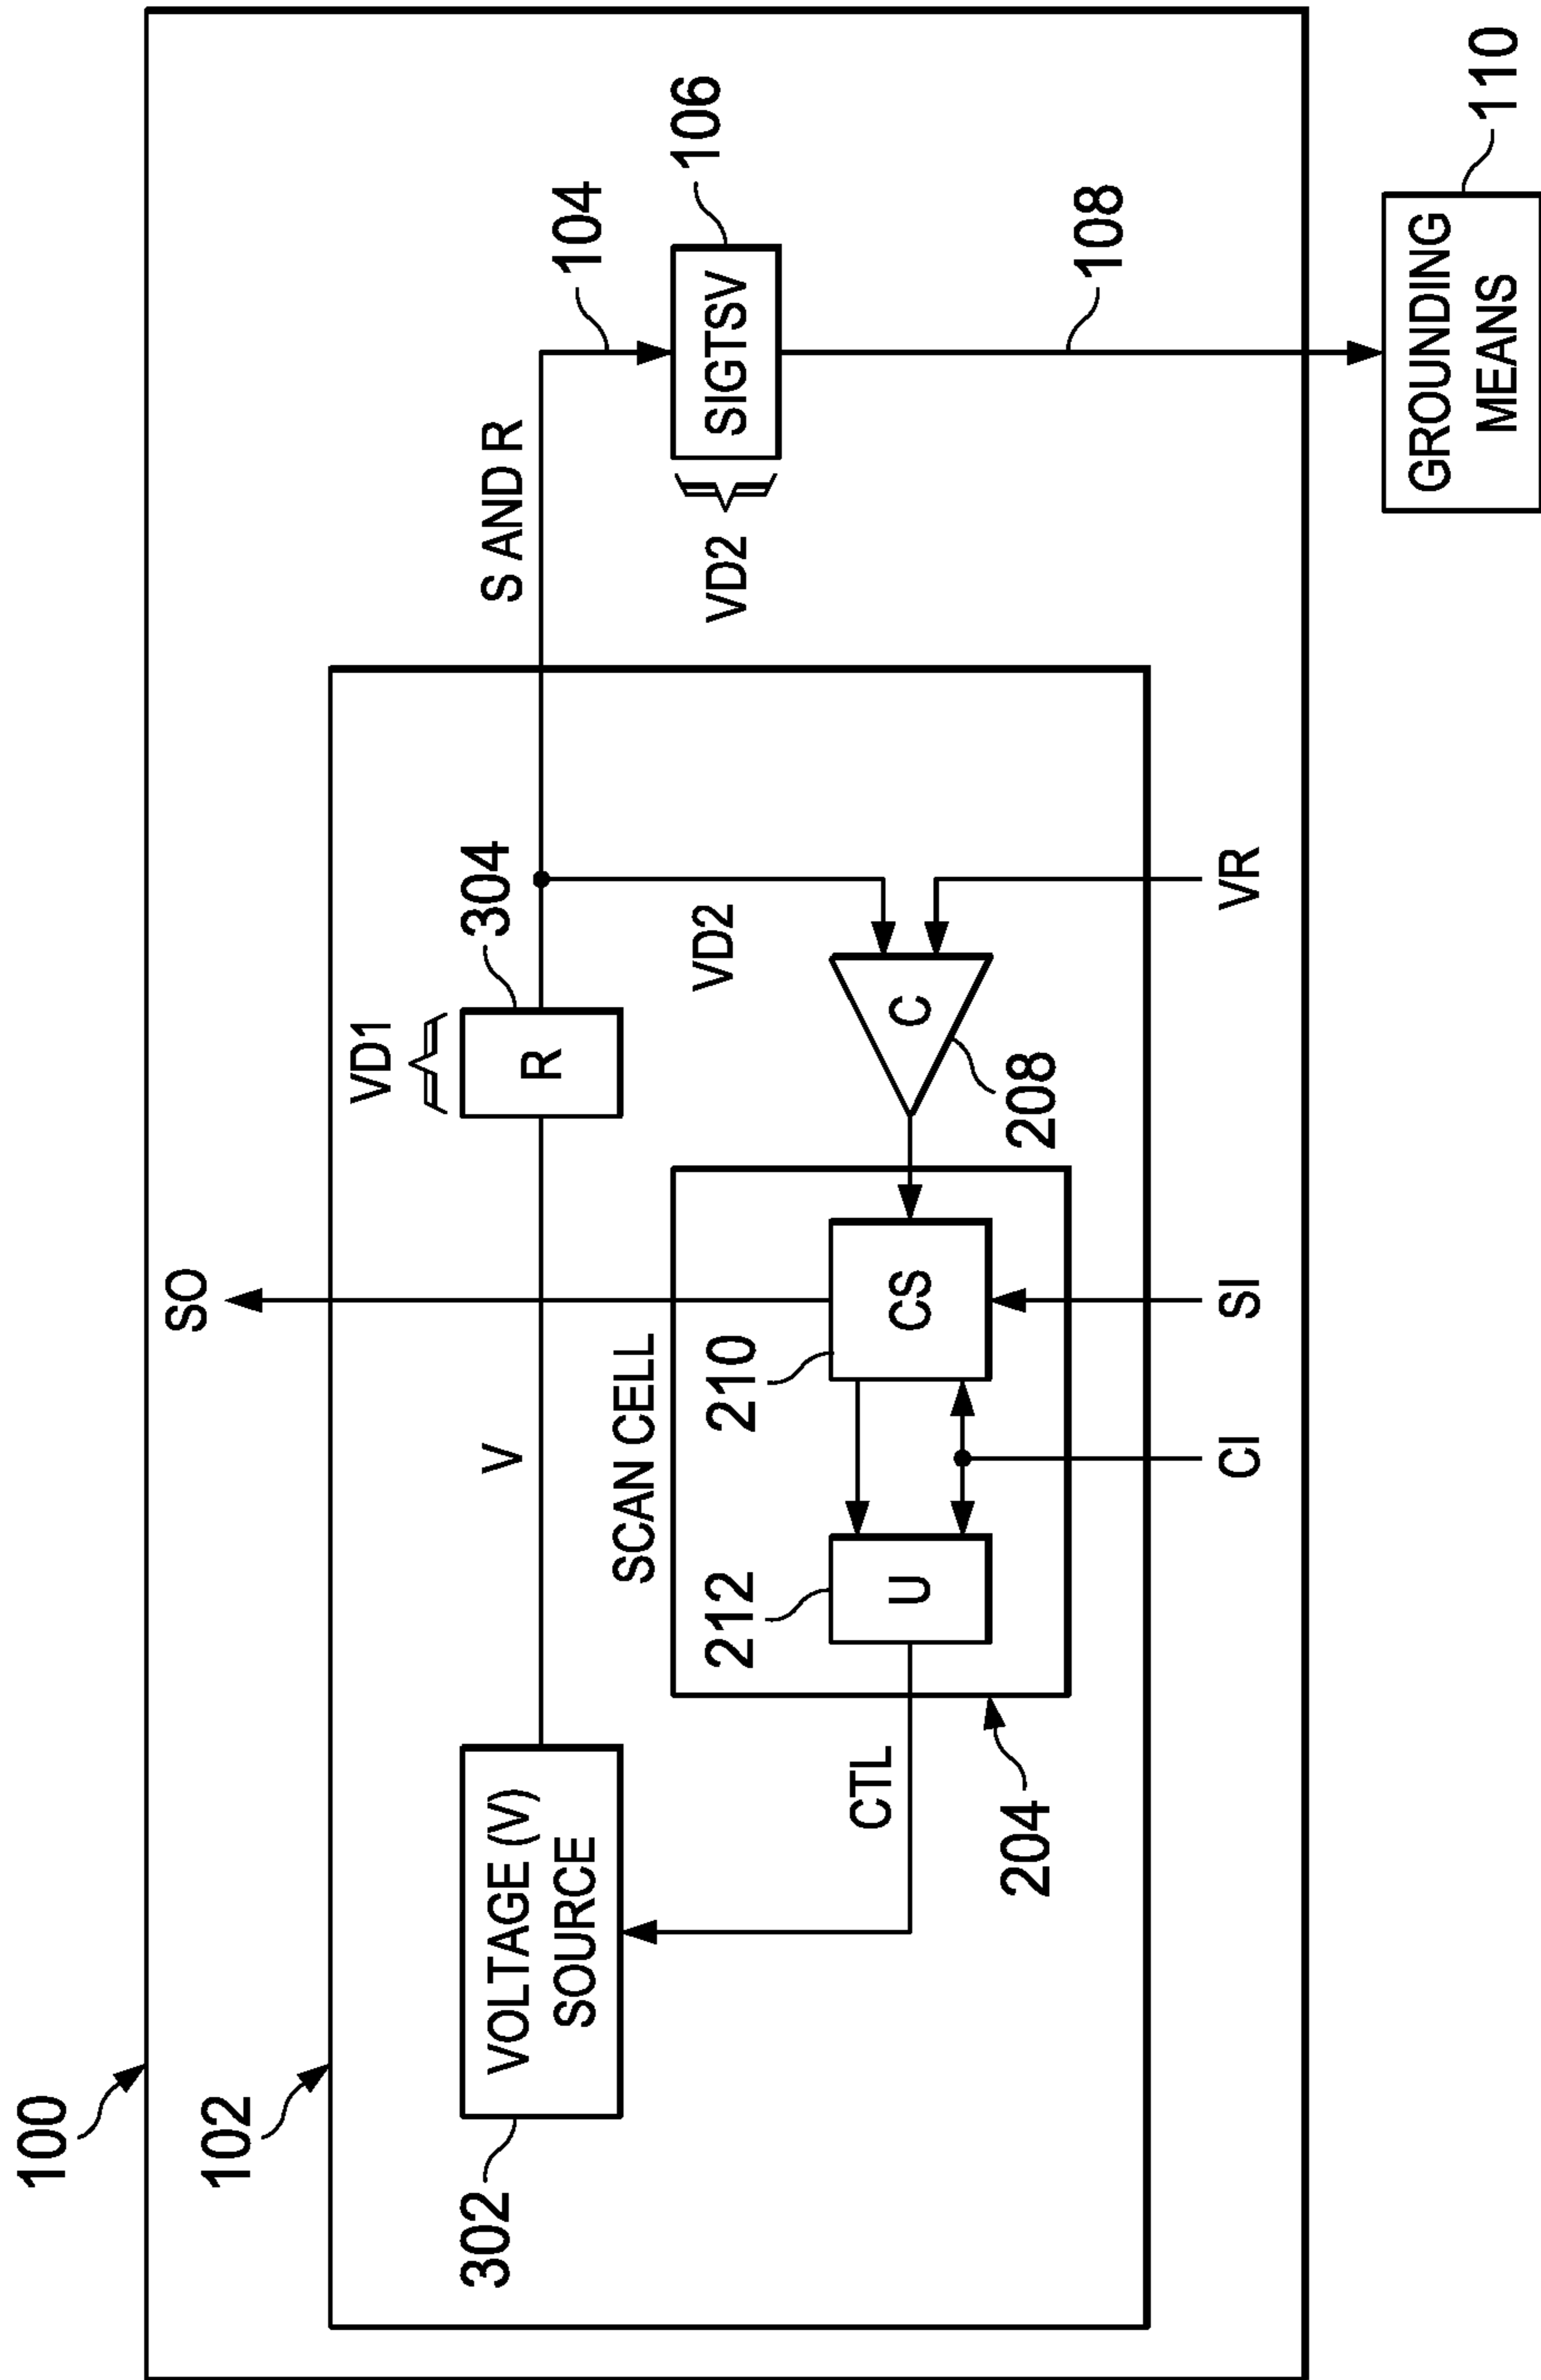 100
102
SO
VD1
302
VOLTAGE (V)
SOURCE
V
R
304
S AND R
104
SCAN CELL
VD2
VD2
SIGTSV
106
212
210
CTL
U
CS
C
208
204
108
CI
SI
VR
GROUNDING
MEANS
110